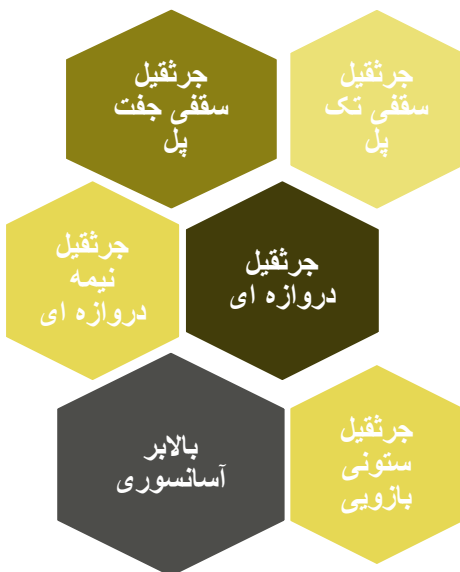 جرثقیل
سقفی تک
پل
جرثقیل
سقفی جفت
پل
جرثقیل
دروازه ای
جرثقیل
نیمه
دروازه ای
جرثقیل
ستونی
بازویی
بالابر
آسانسوری